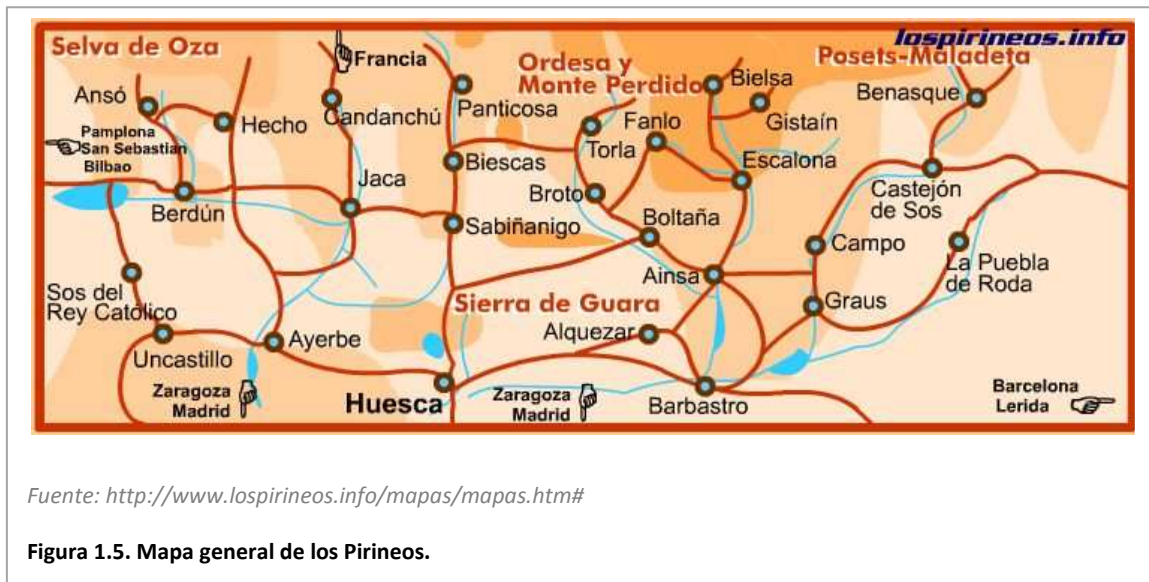 lospirineos.info
Selva de Oza
Francia
Ordesa y
Monte Perdido
Posets-Maladeta
Ansó
Hecho
Candanchú
Panticosa
Bielsa
Benasque
Pamplona
San Sebastian
Bilbao
Fanlo
Gistaín
Torla
Biescas
Escalona
Jaca
Berdún
Broto
Castejón
de Sos
Sabiñanigo
Boltaña
Campo
Sos del
Rey Católico
Ainsa
La Puebla
de Roda
Sierra de Guara
Graus
Uncastillo
Ayerbe
Alquezar
Zaragoza
Madrid
Huesca
Zaragoza
Madrid
Barbastro
Barcelona
Lerida
Fuente: http://www.lospirineos.info/mapas/mapas.htm#
Figura 1.5. Mapa general de los Pirineos.